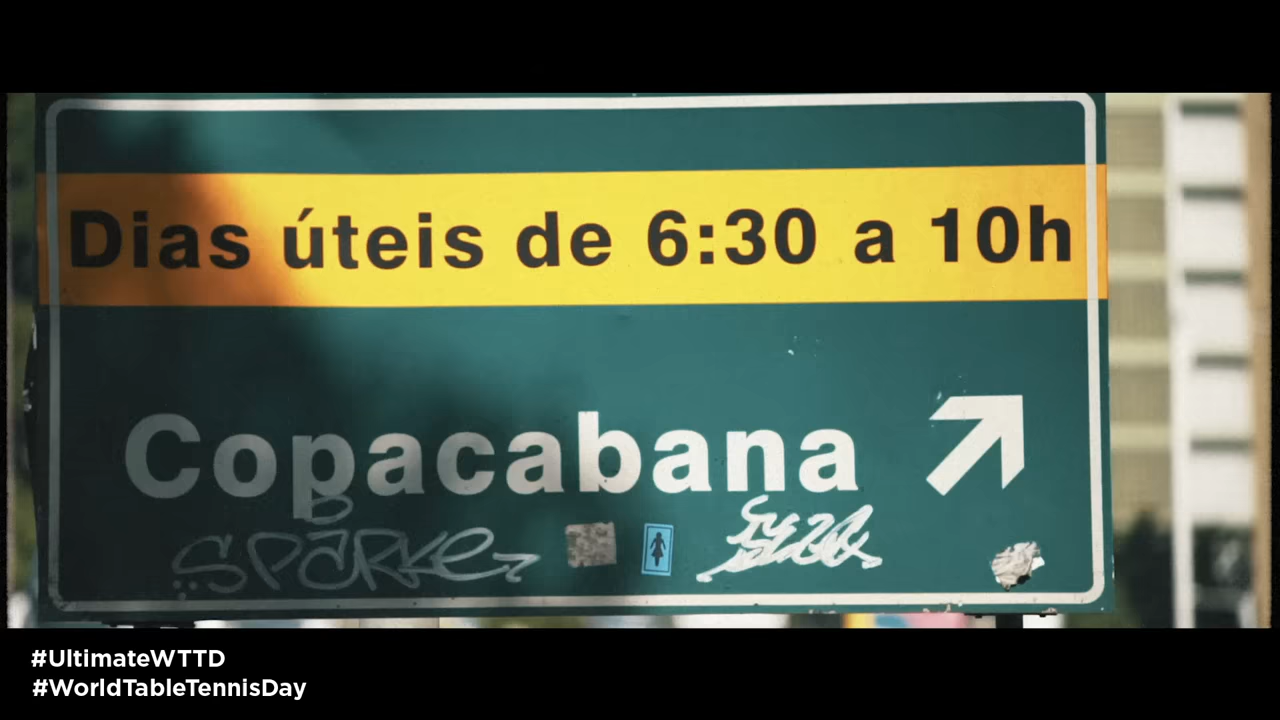 Dias úteis de 6:30 a 10h
Copacabana
SPARKE
#UltimateWTTD
#WorldTableTennisDay